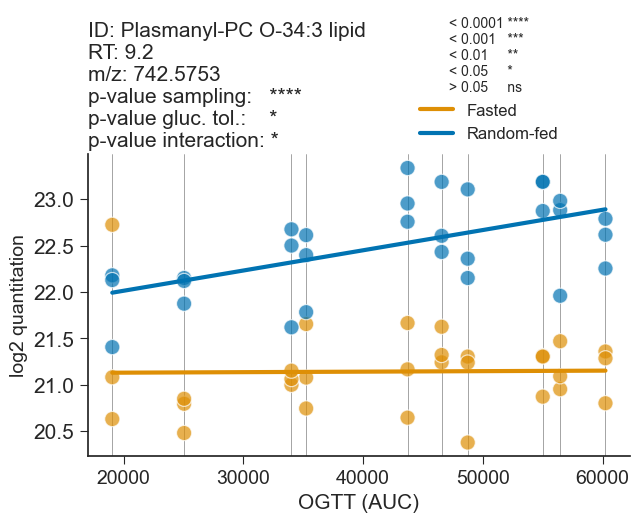 ID: Plasmanyl-PC O-34:3 lipid
RT: 9.2
m/z: 742.5753
p-value sampling: ****
p-value gluc. tol.: *
p-value interaction: *
< 0.0001 ****
< 0.001 ***
< 0.01 **
< 0.05 *
> 0.05 ns
Fasted
Random-fed
log2 quantitation
23.0
22.5
22.0
21.5
21.0
20.5
20000 30000 40000 50000 60000
OGTT (AUC)